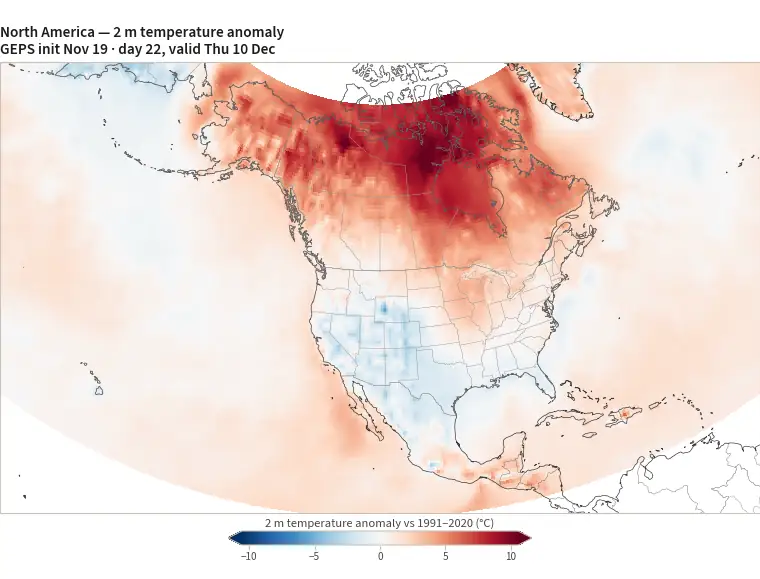 North America — 2 m temperature anomaly
GEPS init Nov 19 · day 22, valid Thu 10 Dec
2 m temperature anomaly vs 1991–2020 (°C)
−10 −5 0 5 10